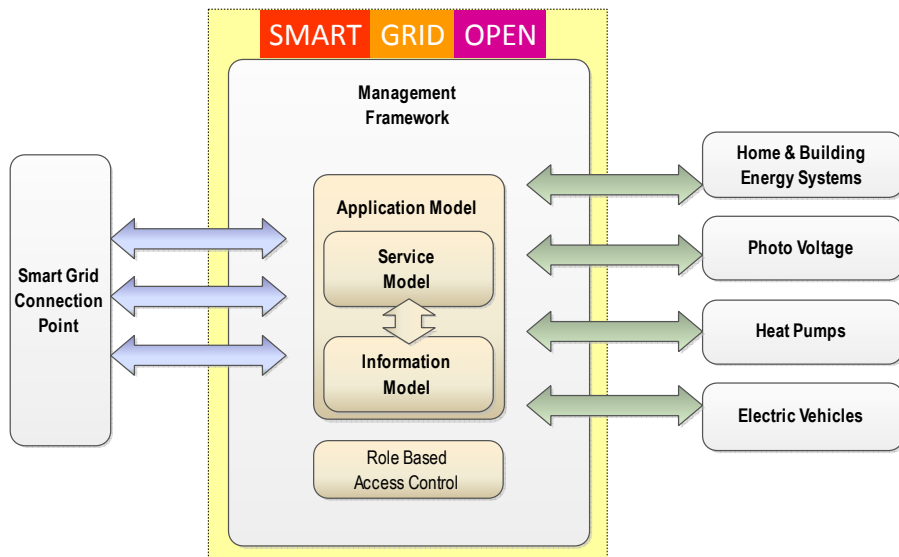 SMART GRID OPEN
Management
Framework
Smart Grid
Connection
Point
Application Model
Service
Model
Information
Model
Role Based
Access Control
Home & Building
Energy Systems
Photo Voltage
Heat Pumps
Electric Vehicles